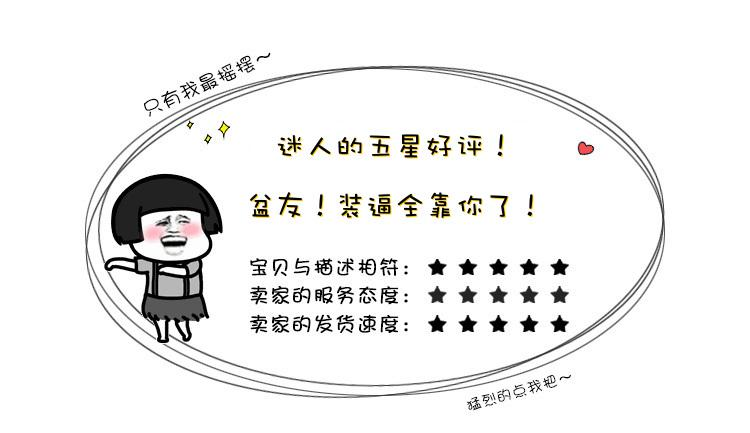 只有我最摇摆~
迷人的五星好评！
盆友！装逼全靠你了！
宝贝与描述相符：★★★★★
卖家的服务态度：★★★★★
卖家的发货速度：★★★★★
猛烈的点我把~